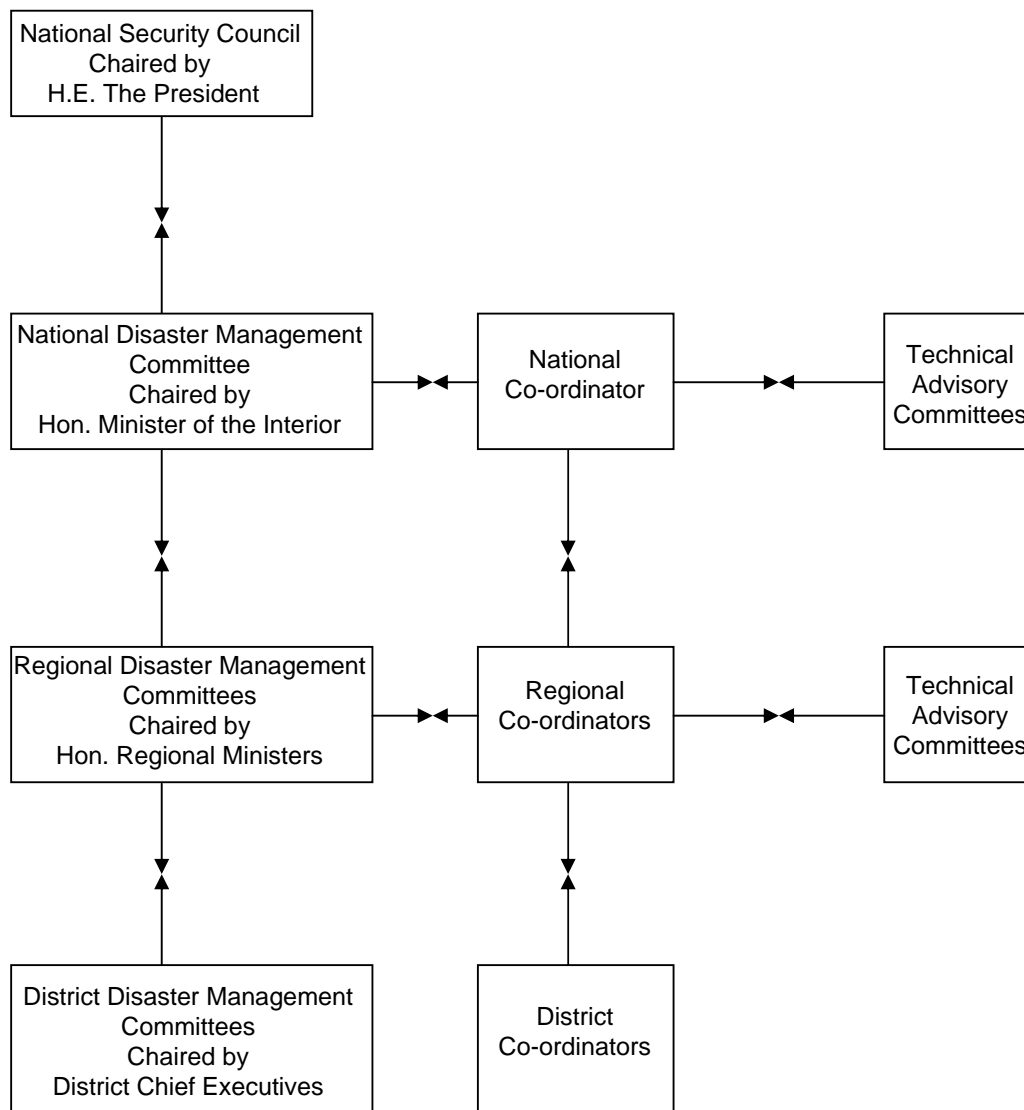 National Security Council
Chaired by
H.E. The President
National Disaster Management
Committee
Chaired by
Hon. Minister of the Interior
National
Co-ordinator
Technical
Advisory
Committees
Regional Disaster Management
Committees
Chaired by
Hon. Regional Ministers
Regional
Co-ordinators
Technical
Advisory
Committees
District Disaster Management
Committees
Chaired by
District Chief Executives
District
Co-ordinators